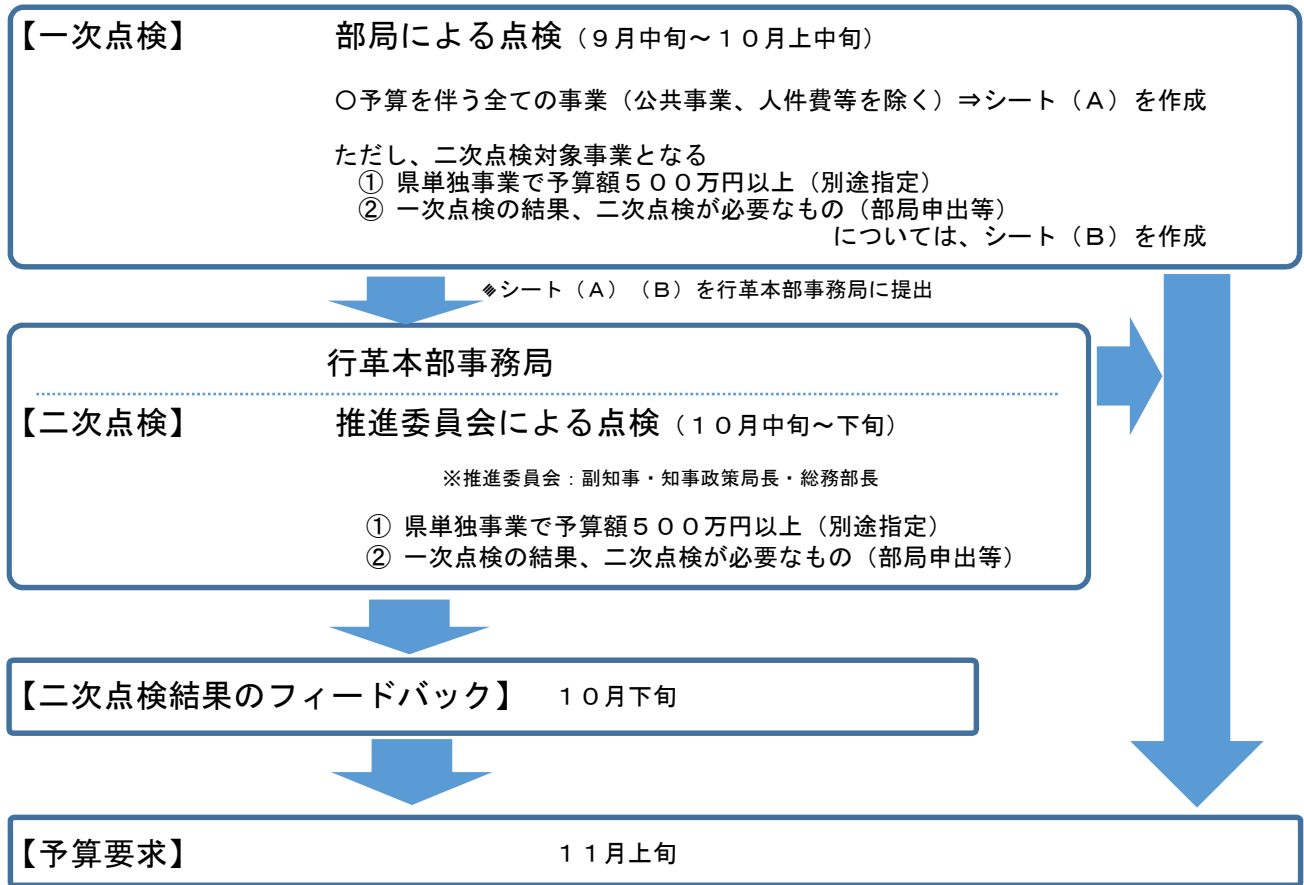 【一次点検】 部局による点検（９月中旬～１０月上中旬）
〇予算を伴う全ての事業（公共事業、人件費等を除く）⇒シート（Ａ）を作成
ただし、二次点検対象事業となる
① 県単独事業で予算額５００万円以上（別途指定）
② 一次点検の結果、二次点検が必要なもの（部局申出等）
については、シート（Ｂ）を作成
※シート（Ａ）（Ｂ）を行革本部事務局に提出
行革本部事務局
【二次点検】 推進委員会による点検（１０月中旬～下旬）
※推進委員会：副知事・知事政策局長・総務部長
① 県単独事業で予算額５００万円以上（別途指定）
② 一次点検の結果、二次点検が必要なもの（部局申出等）
【二次点検結果のフィードバック】 １０月下旬
【予算要求】 １１月上旬